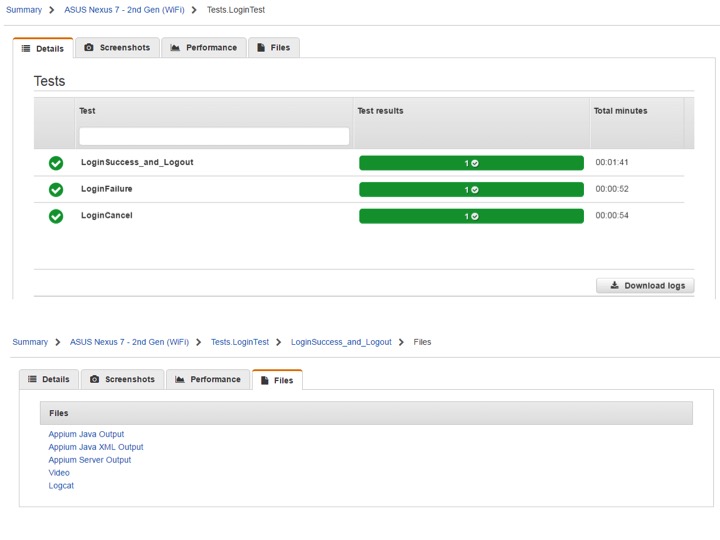 Summary > ASUS Nexus 7 - 2nd Gen (WiFi) > Tests.LoginTest
Details Screenshots Performance Files
Tests
Test Test results Total minutes
LoginSuccess_and_Logout 1 00:01:41
LoginFailure 1 00:00:52
LoginCancel 1 00:00:54
Download logs
Summary > ASUS Nexus 7 - 2nd Gen (WiFi) > Tests.LoginTest > LoginSuccess_and_Logout > Files
Details Screenshots Performance Files
Files
Appium Java Output
Appium Java XML Output
Appium Server Output
Video
Logcat